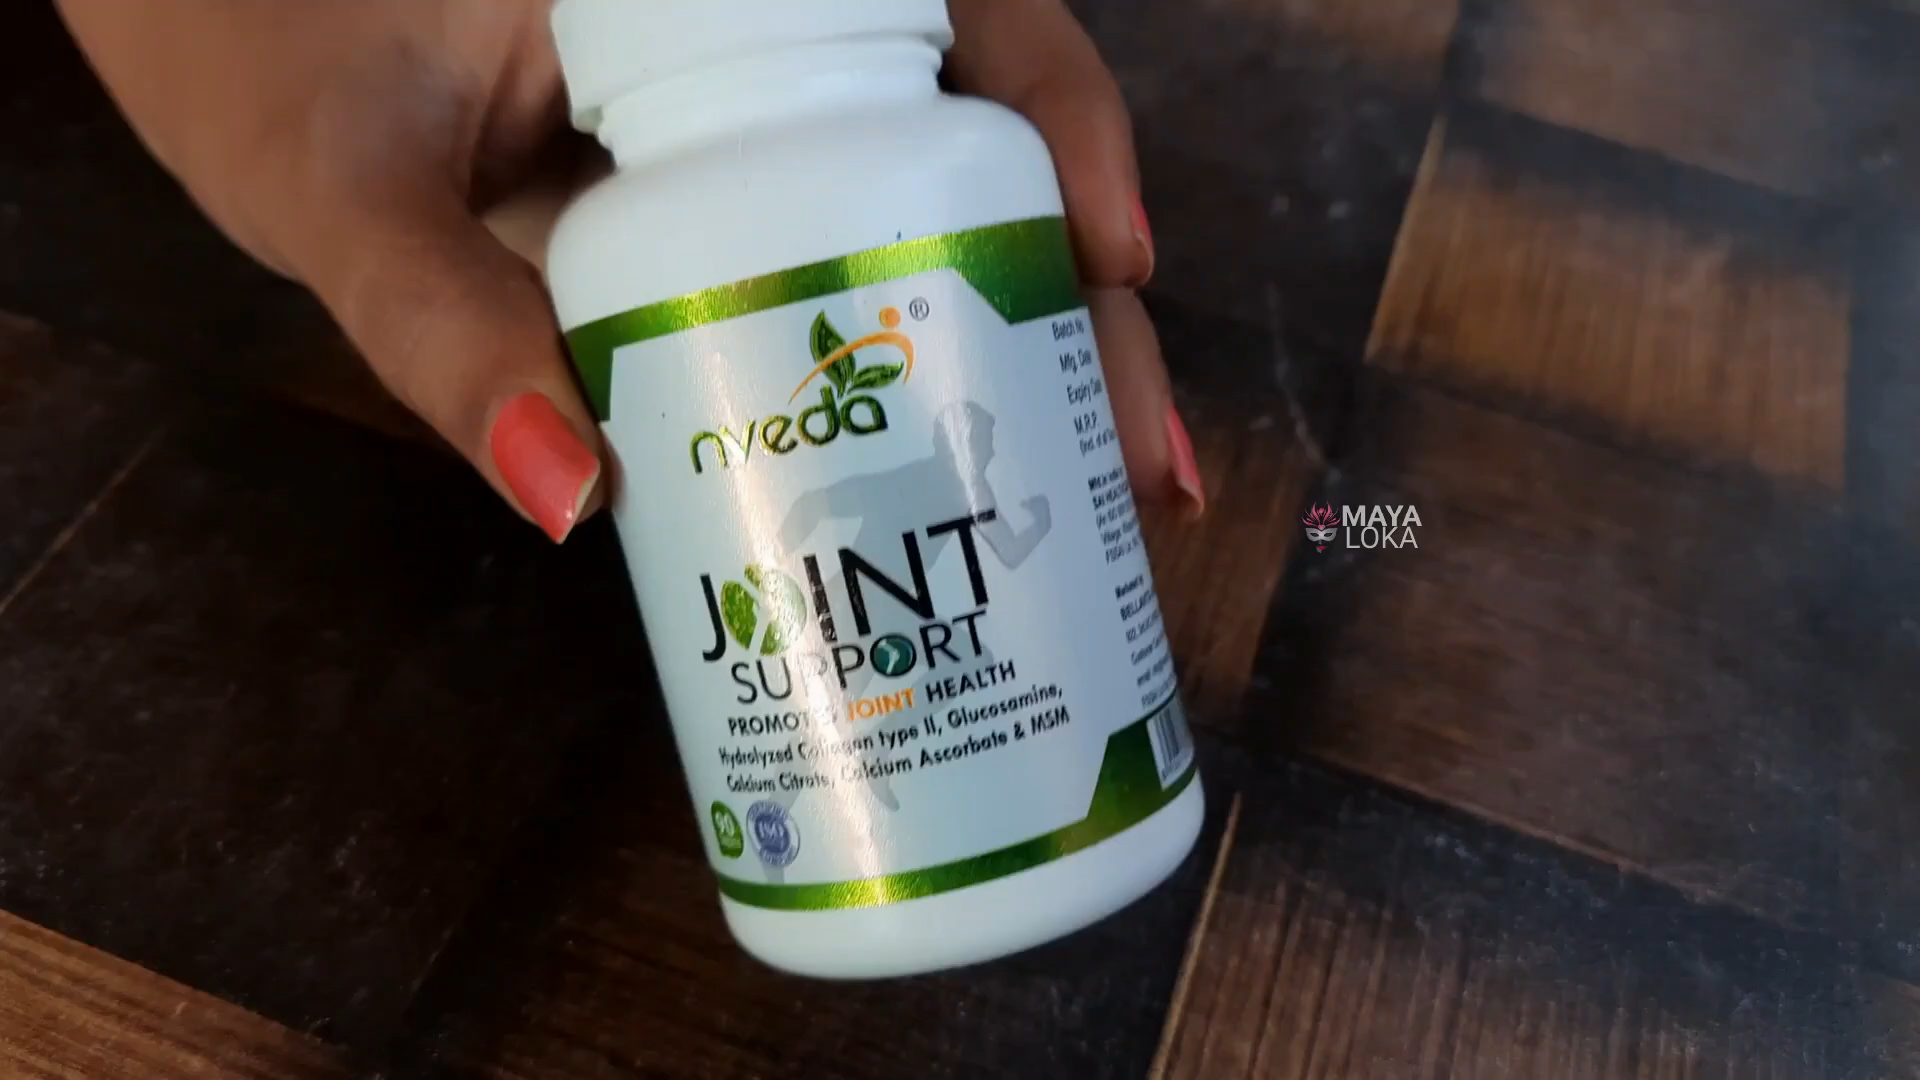 nveda ®
JOINT
SUPPORT
PROMOTES JOINT HEALTH
Hydrolyzed Collagen type II, Glucosamine,
Calcium Citrate, Calcium Ascorbate & MSM
90
ISO
Batch No
Mfg. Date
Expiry Date
M.R.P.
MAYA
LOKA